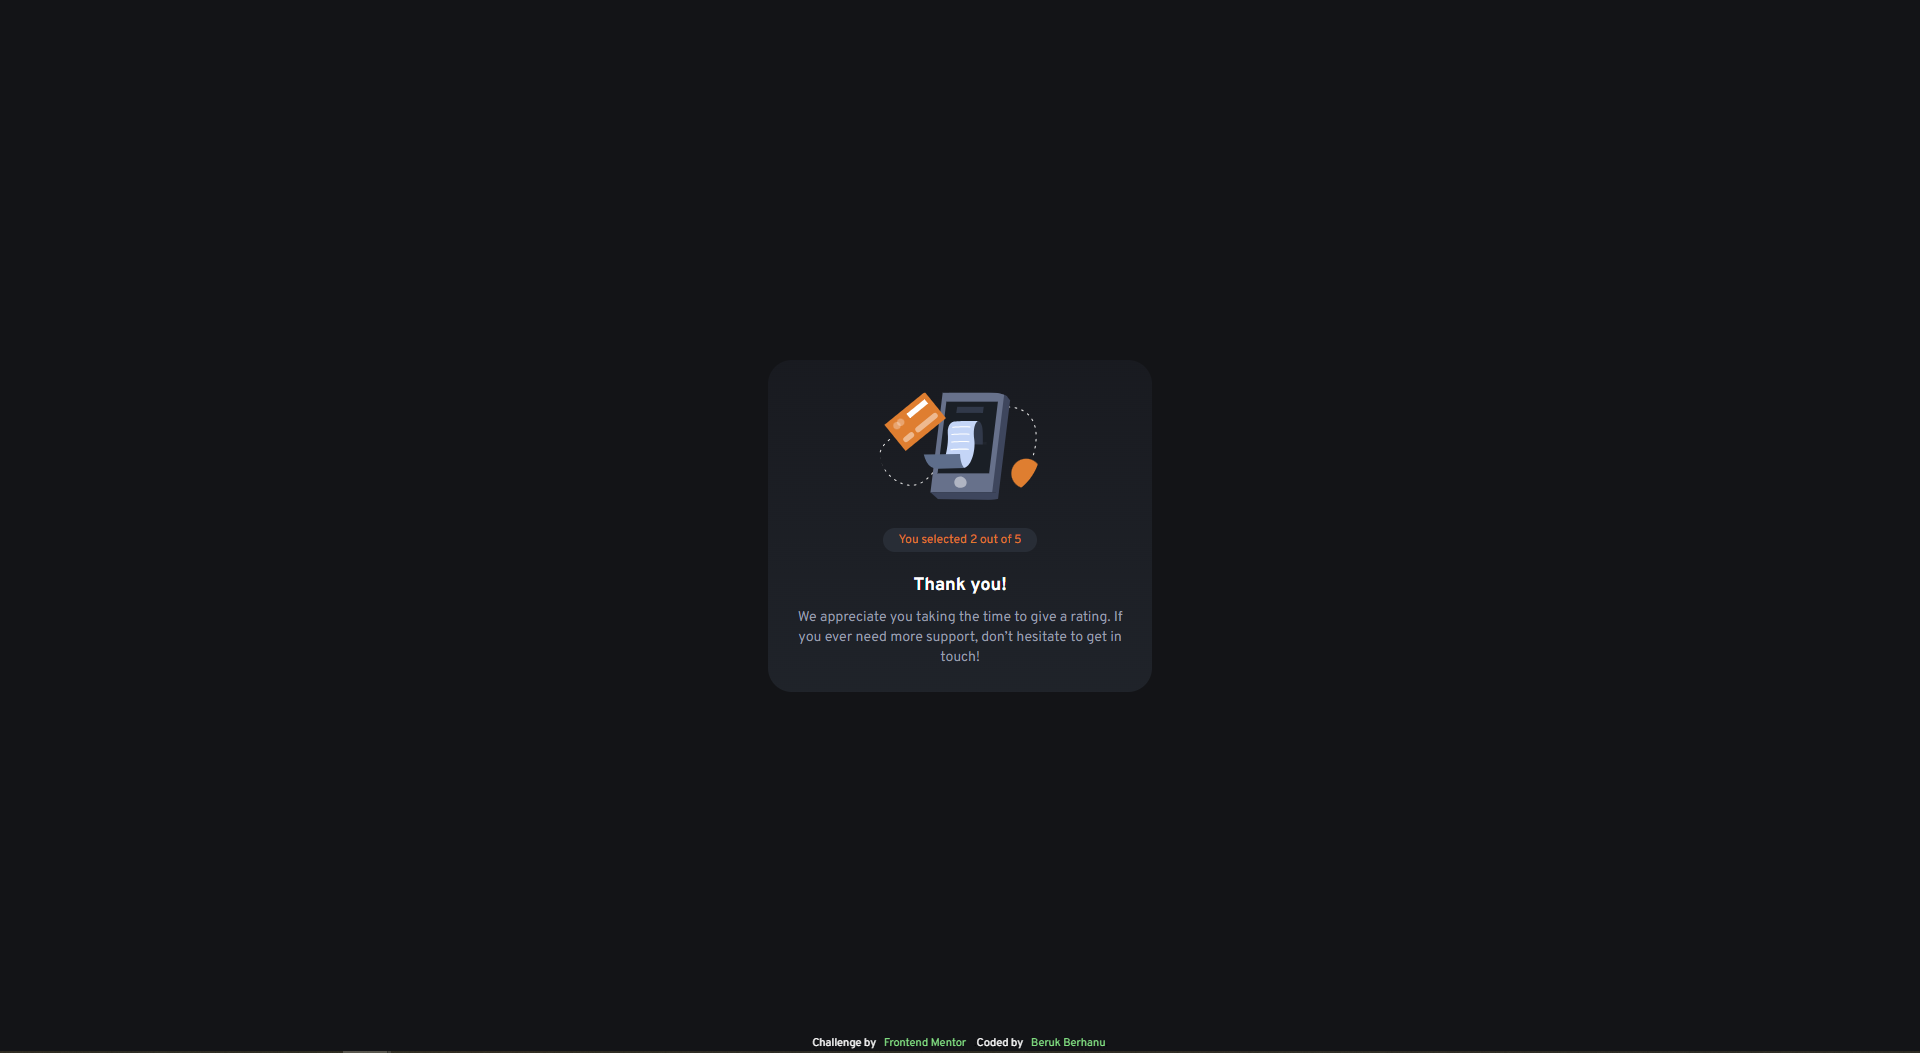 You selected 2 out of 5
Thank you!
We appreciate you taking the time to give a rating. If
you ever need more support, don’t hesitate to get in
touch!
Challenge by Frontend Mentor Coded by Beruk Berhanu